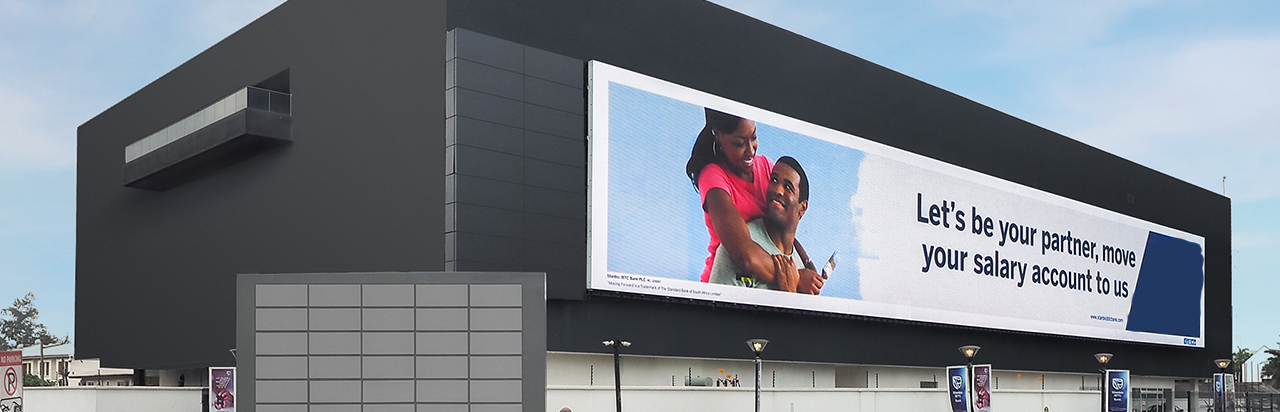 Let's be your partner, move
your salary account to us
Stanbic IBTC Bank PLC
"Moving Forward is a Trademark of The Standard Bank of South Africa Limited"
www.stanbicibtcbank.com
NO PARKING
P